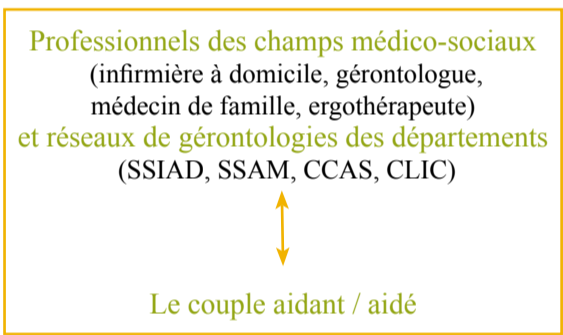 Professionnels des champs médico-sociaux
(infirmière à domicile, gérontologue,
médecin de famille, ergothérapeute)
et réseaux de gérontologies des départements
(SSIAD, SSAM, CCAS, CLIC)
Le couple aidant / aidé